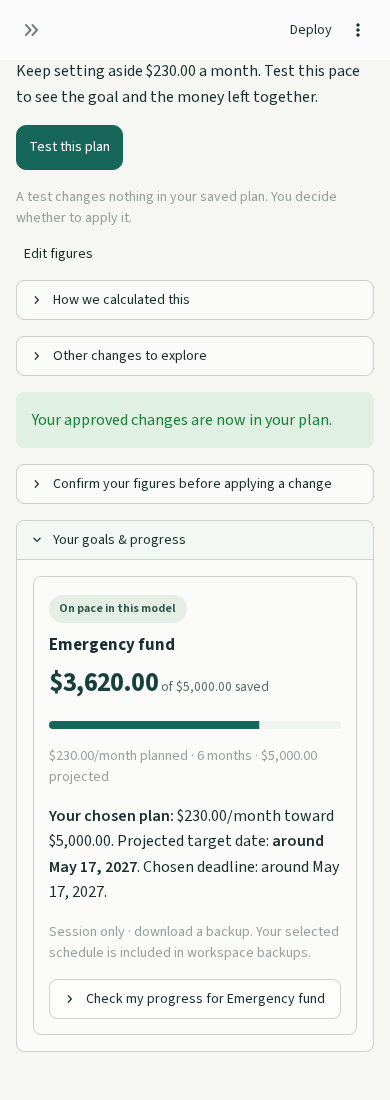 Deploy
Keep setting aside $230.00 a month. Test this pace
to see the goal and the money left together.
Test this plan
A test changes nothing in your saved plan. You decide
whether to apply it.
Edit figures
How we calculated this
Other changes to explore
Your approved changes are now in your plan.
Confirm your figures before applying a change
Your goals & progress
On pace in this model
Emergency fund
$3,620.00 of $5,000.00 saved
$230.00/month planned · 6 months · $5,000.00
projected
Your chosen plan: $230.00/month toward
$5,000.00. Projected target date: around
May 17, 2027. Chosen deadline: around May
17, 2027.
Session only · download a backup. Your selected
schedule is included in workspace backups.
Check my progress for Emergency fund